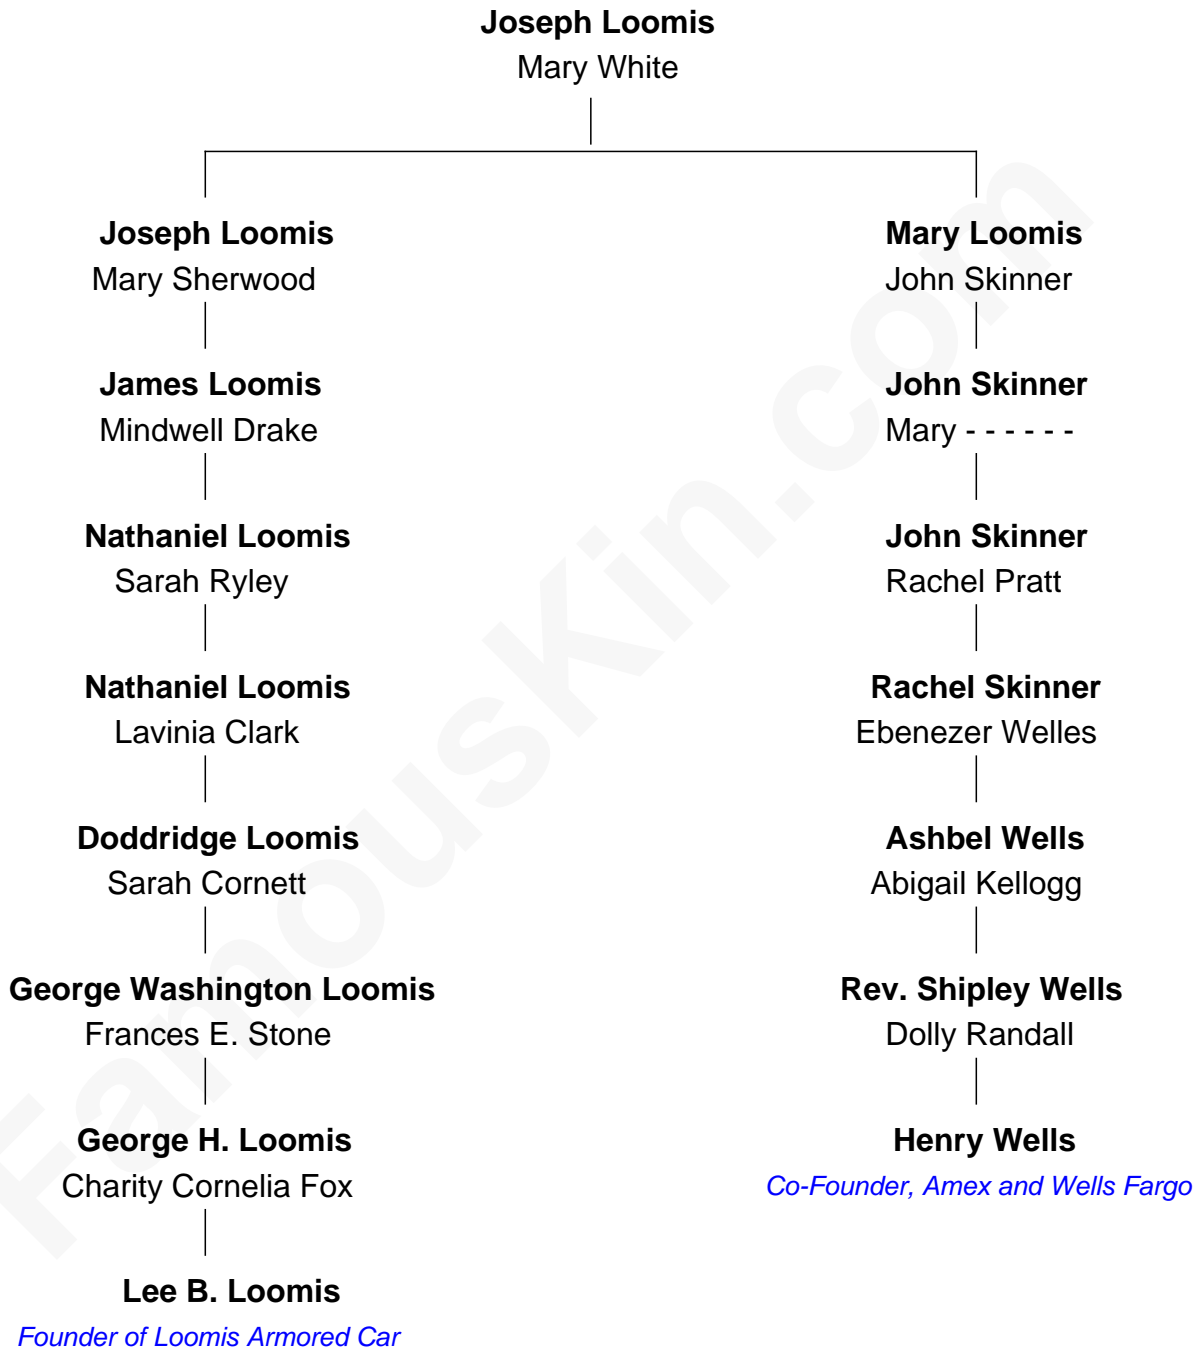 Joseph Loomis
Mary White
Joseph Loomis
Mary Sherwood
James Loomis
Mindwell Drake
Nathaniel Loomis
Sarah Ryley
Nathaniel Loomis
Lavinia Clark
Doddridge Loomis
Sarah Cornett
George Washington Loomis
Frances E. Stone
George H. Loomis
Charity Cornelia Fox
Lee B. Loomis
Founder of Loomis Armored Car
Mary Loomis
John Skinner
John Skinner
Mary - - - - - -
John Skinner
Rachel Pratt
Rachel Skinner
Ebenezer Welles
Ashbel Wells
Abigail Kellogg
Rev. Shipley Wells
Dolly Randall
Henry Wells
Co-Founder, Amex and Wells Fargo
FamousKin.com